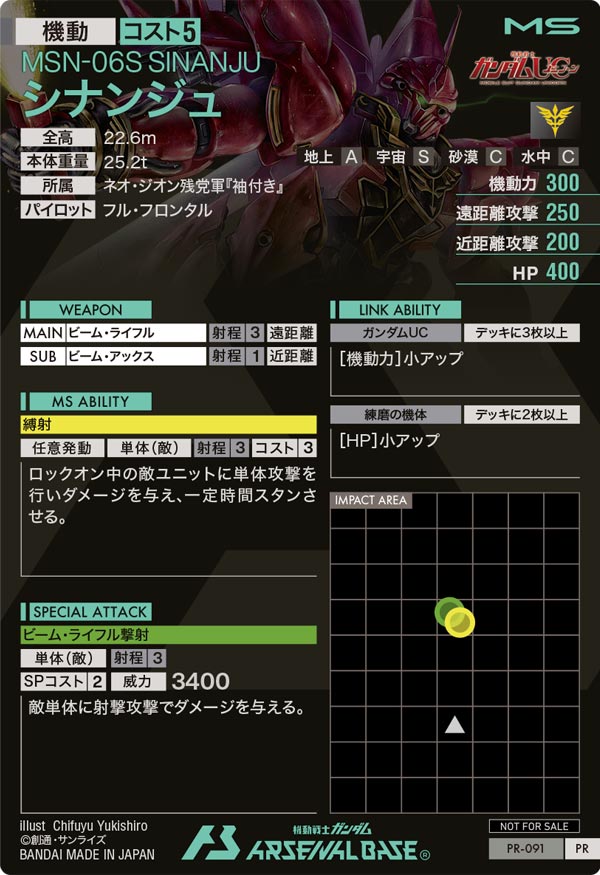 機動 コスト5 MS
MSN-06S SINANJU
シナンジュ
機動戦士
ガンダムUC
MOBILE SUIT GUNDAM UNICORN
全高 22.6m
本体重量 25.2t
所属 ネオ・ジオン残党軍『袖付き』
パイロット フル・フロンタル
地上 A 宇宙 S 砂漠 C 水中 C
機動力 300
遠距離攻撃 250
近距離攻撃 200
HP 400
WEAPON
MAIN ビーム・ライフル 射程 3 遠距離
SUB ビーム・アックス 射程 1 近距離
MS ABILITY
縛射
任意発動 単体(敵) 射程 3 コスト 3
ロックオン中の敵ユニットに単体攻撃を
行いダメージを与え、一定時間スタンさ
せる。
SPECIAL ATTACK
ビーム・ライフル撃射
単体(敵) 射程 3
SPコスト 2 威力 3400
敵単体に射撃攻撃でダメージを与える。
LINK ABILITY
ガンダムUC デッキに3枚以上
[機動力]小アップ
練磨の機体 デッキに2枚以上
[HP]小アップ
IMPACT AREA
illust Chifuyu Yukishiro
©創通・サンライズ
BANDAI MADE IN JAPAN
機動戦士ガンダム
AB ARSENAL BASE®
NOT FOR SALE
PR-091 PR